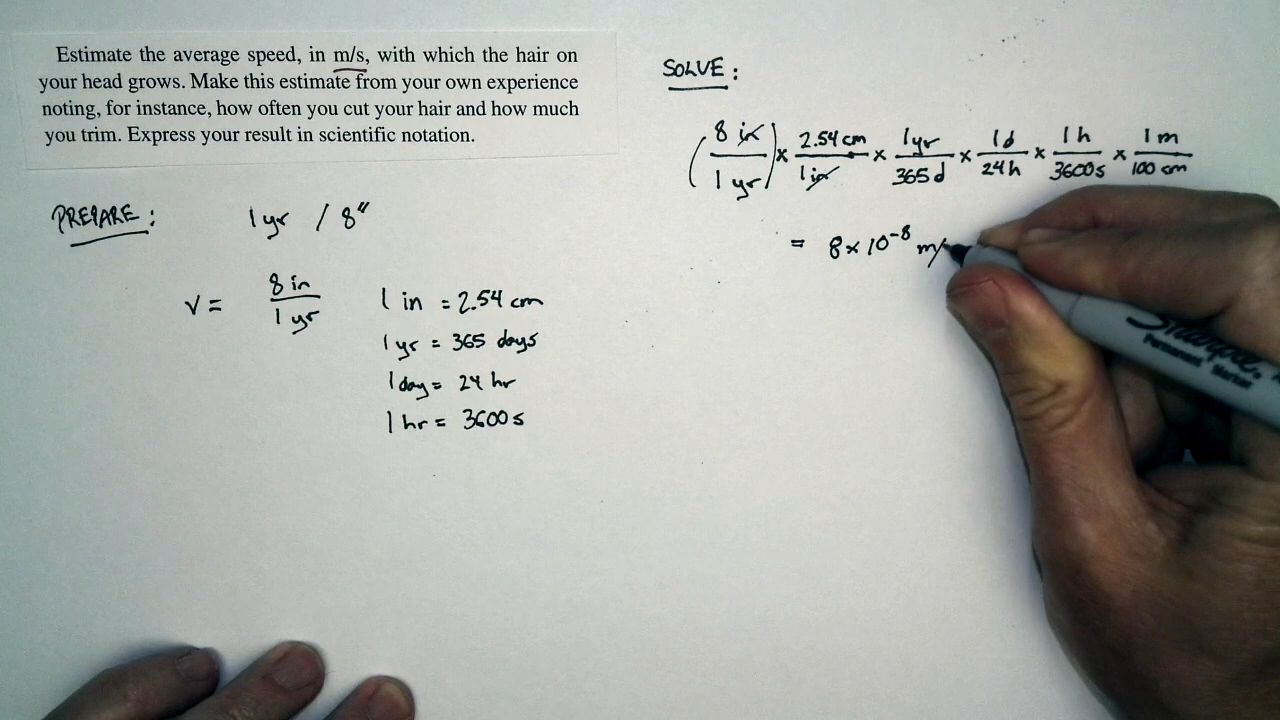 Estimate the average speed, in m/s, with which the hair on
your head grows. Make this estimate from your own experience
noting, for instance, how often you cut your hair and how much
you trim. Express your result in scientific notation.
PREPARE:
1 yr / 8"
v = 8 in / 1 yr
1 in = 2.54 cm
1 yr = 365 days
1 day = 24 hr
1 hr = 3600 s
SOLVE:
(8 in / 1 yr) × 2.54 cm / 1 in × 1 yr / 365 d × 1 d / 24 h × 1 h / 3600 s × 1 m / 100 cm
= 8 × 10⁻⁸ m/
Sharpie.
Permanent Marker